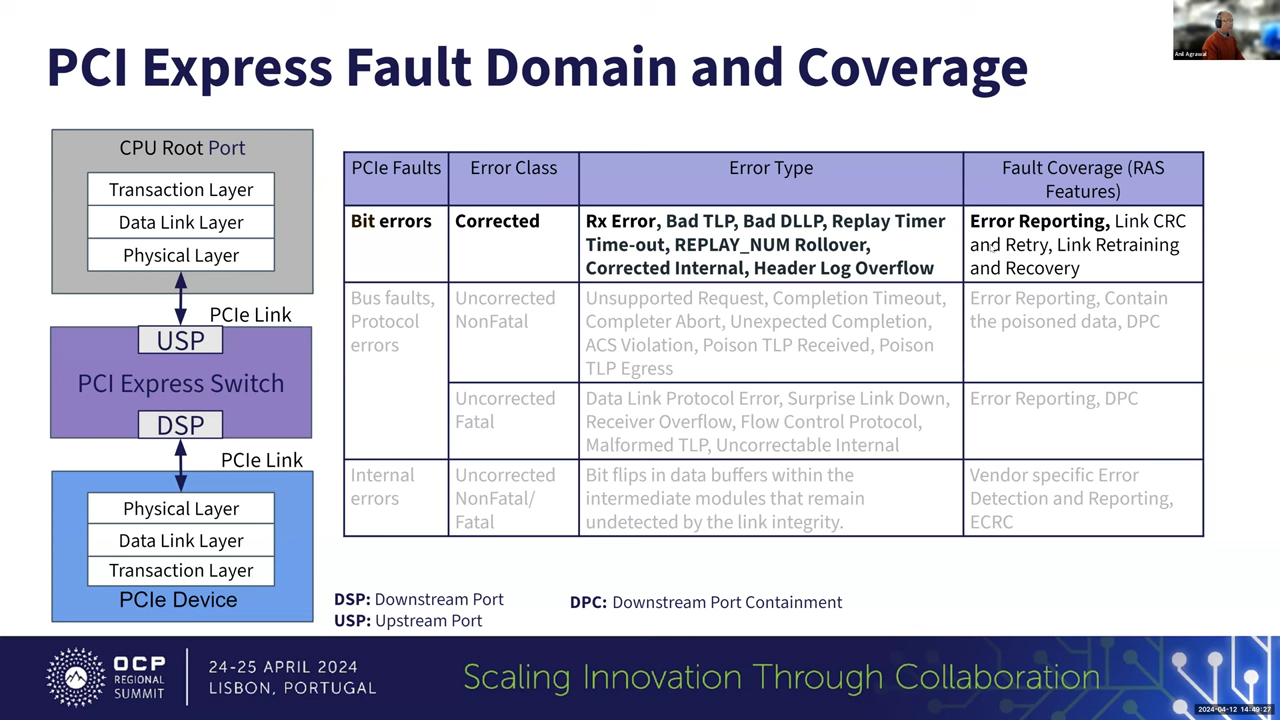 PCI Express Fault Domain and Coverage
Anil Agrawal
CPU Root Port
Transaction Layer
Data Link Layer
Physical Layer
PCIe Link
USP
PCI Express Switch
DSP
PCIe Link
Physical Layer
Data Link Layer
Transaction Layer
PCIe Device
PCIe Faults
Error Class
Error Type
Fault Coverage (RAS
Features)
Bit errors
Corrected
Rx Error, Bad TLP, Bad DLLP, Replay Timer
Time-out, REPLAY_NUM Rollover,
Corrected Internal, Header Log Overflow
Error Reporting, Link CRC
and Retry, Link Retraining
and Recovery
Bus faults,
Protocol
errors
Uncorrected
NonFatal
Unsupported Request, Completion Timeout,
Completer Abort, Unexpected Completion,
ACS Violation, Poison TLP Received, Poison
TLP Egress
Error Reporting, Contain
the poisoned data, DPC
Uncorrected
Fatal
Data Link Protocol Error, Surprise Link Down,
Receiver Overflow, Flow Control Protocol,
Malformed TLP, Uncorrectable Internal
Error Reporting, DPC
Internal
errors
Uncorrected
NonFatal/
Fatal
Bit flips in data buffers within the
intermediate modules that remain
undetected by the link integrity.
Vendor specific Error
Detection and Reporting,
ECRC
DSP: Downstream Port
USP: Upstream Port
DPC: Downstream Port Containment
OCP
REGIONAL
SUMMIT
24-25 APRIL 2024
LISBON, PORTUGAL
Scaling Innovation Through Collaboration
2024-04-12 14:49:27